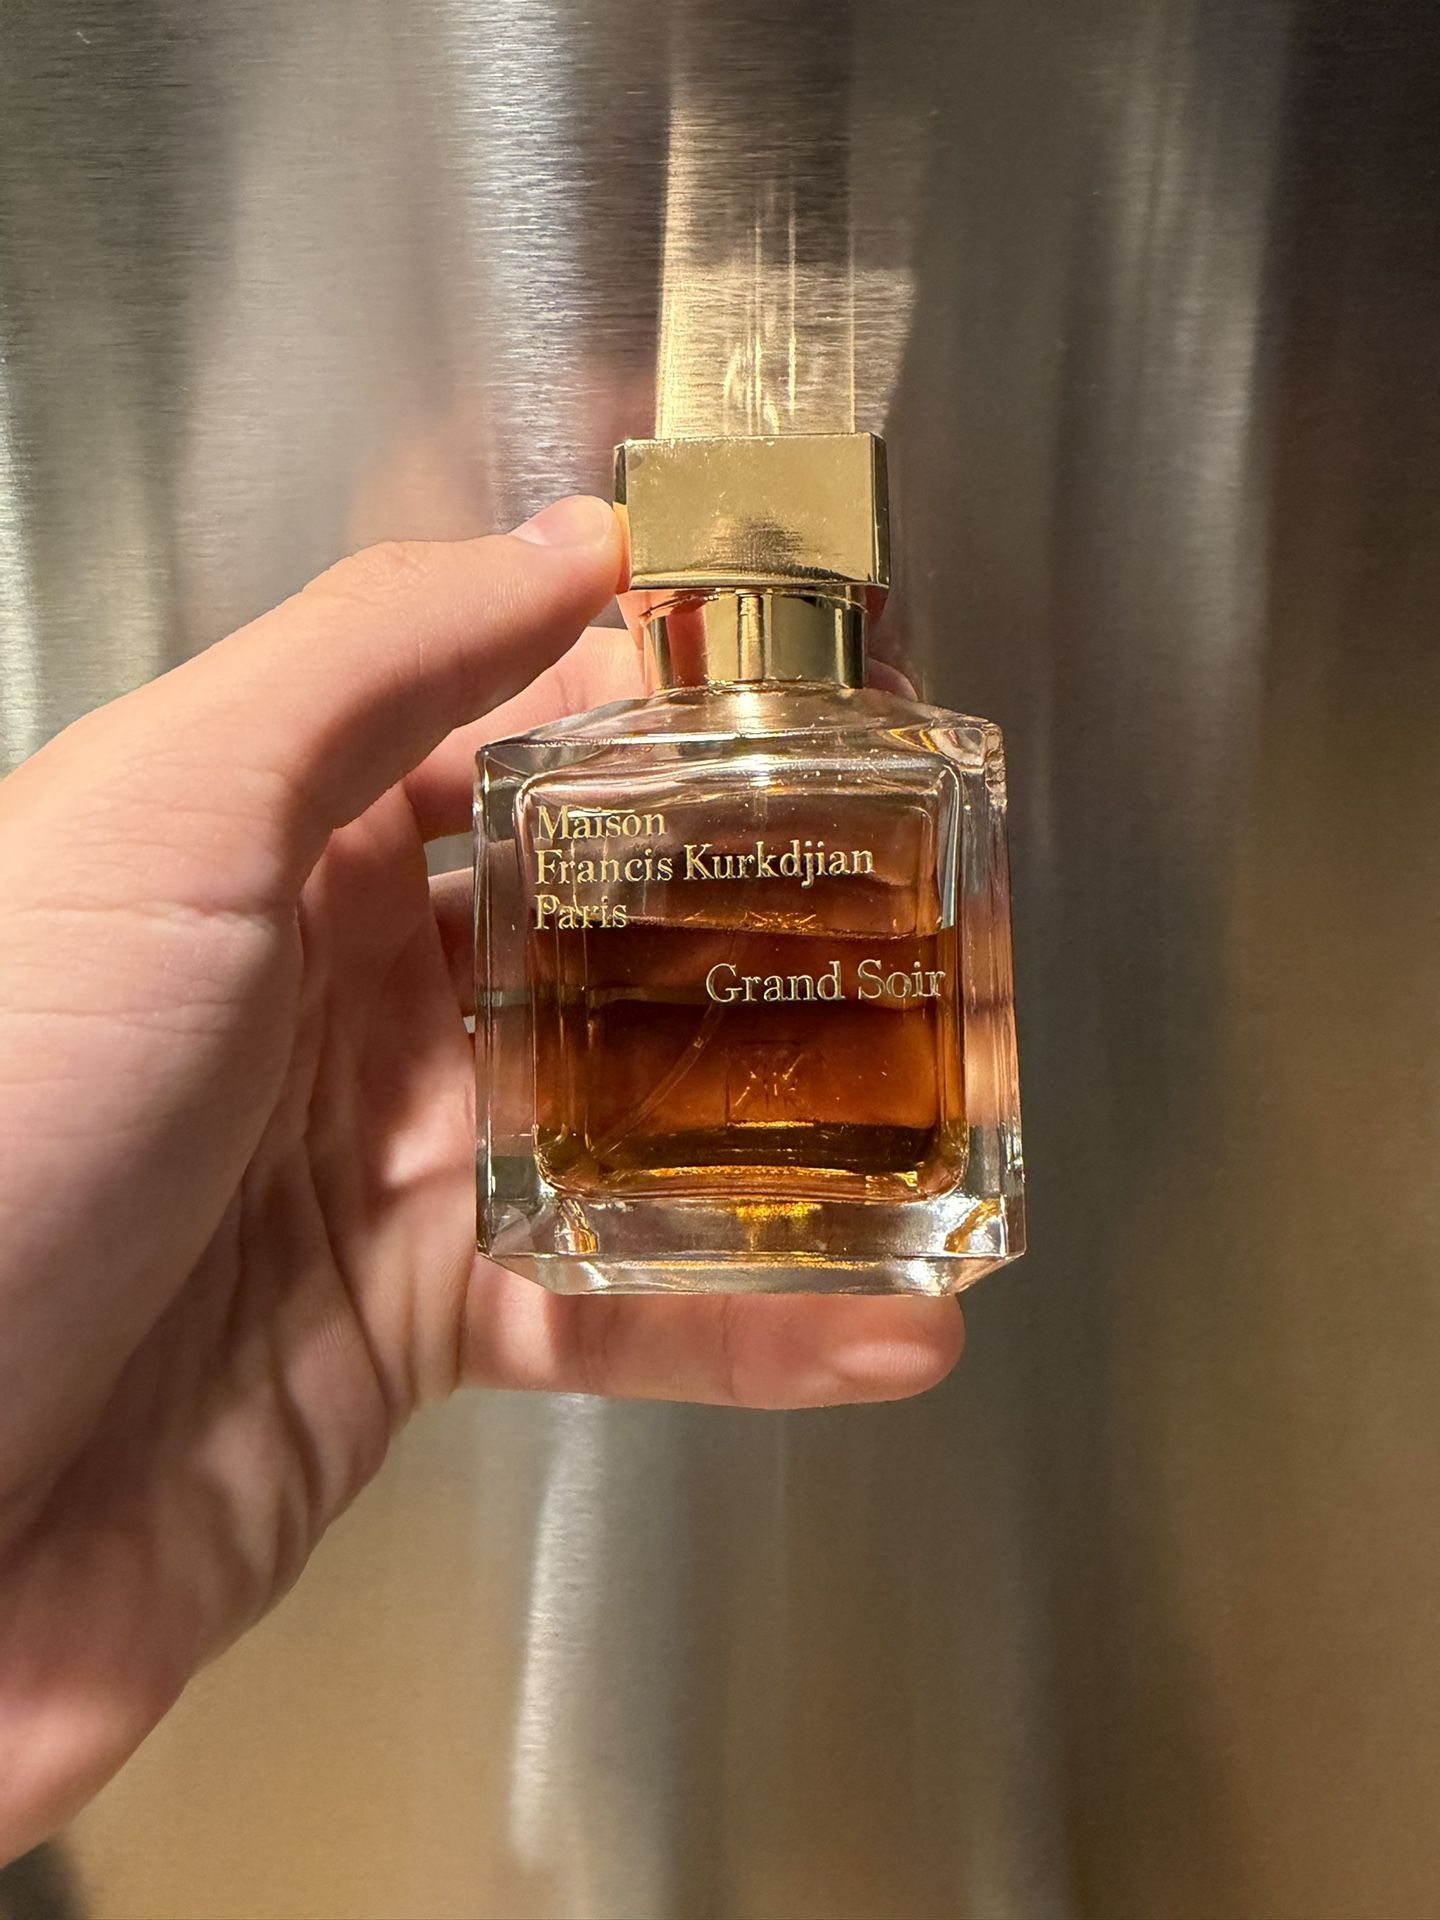 Maison
Francis Kurkdjian
Paris
Grand Soir